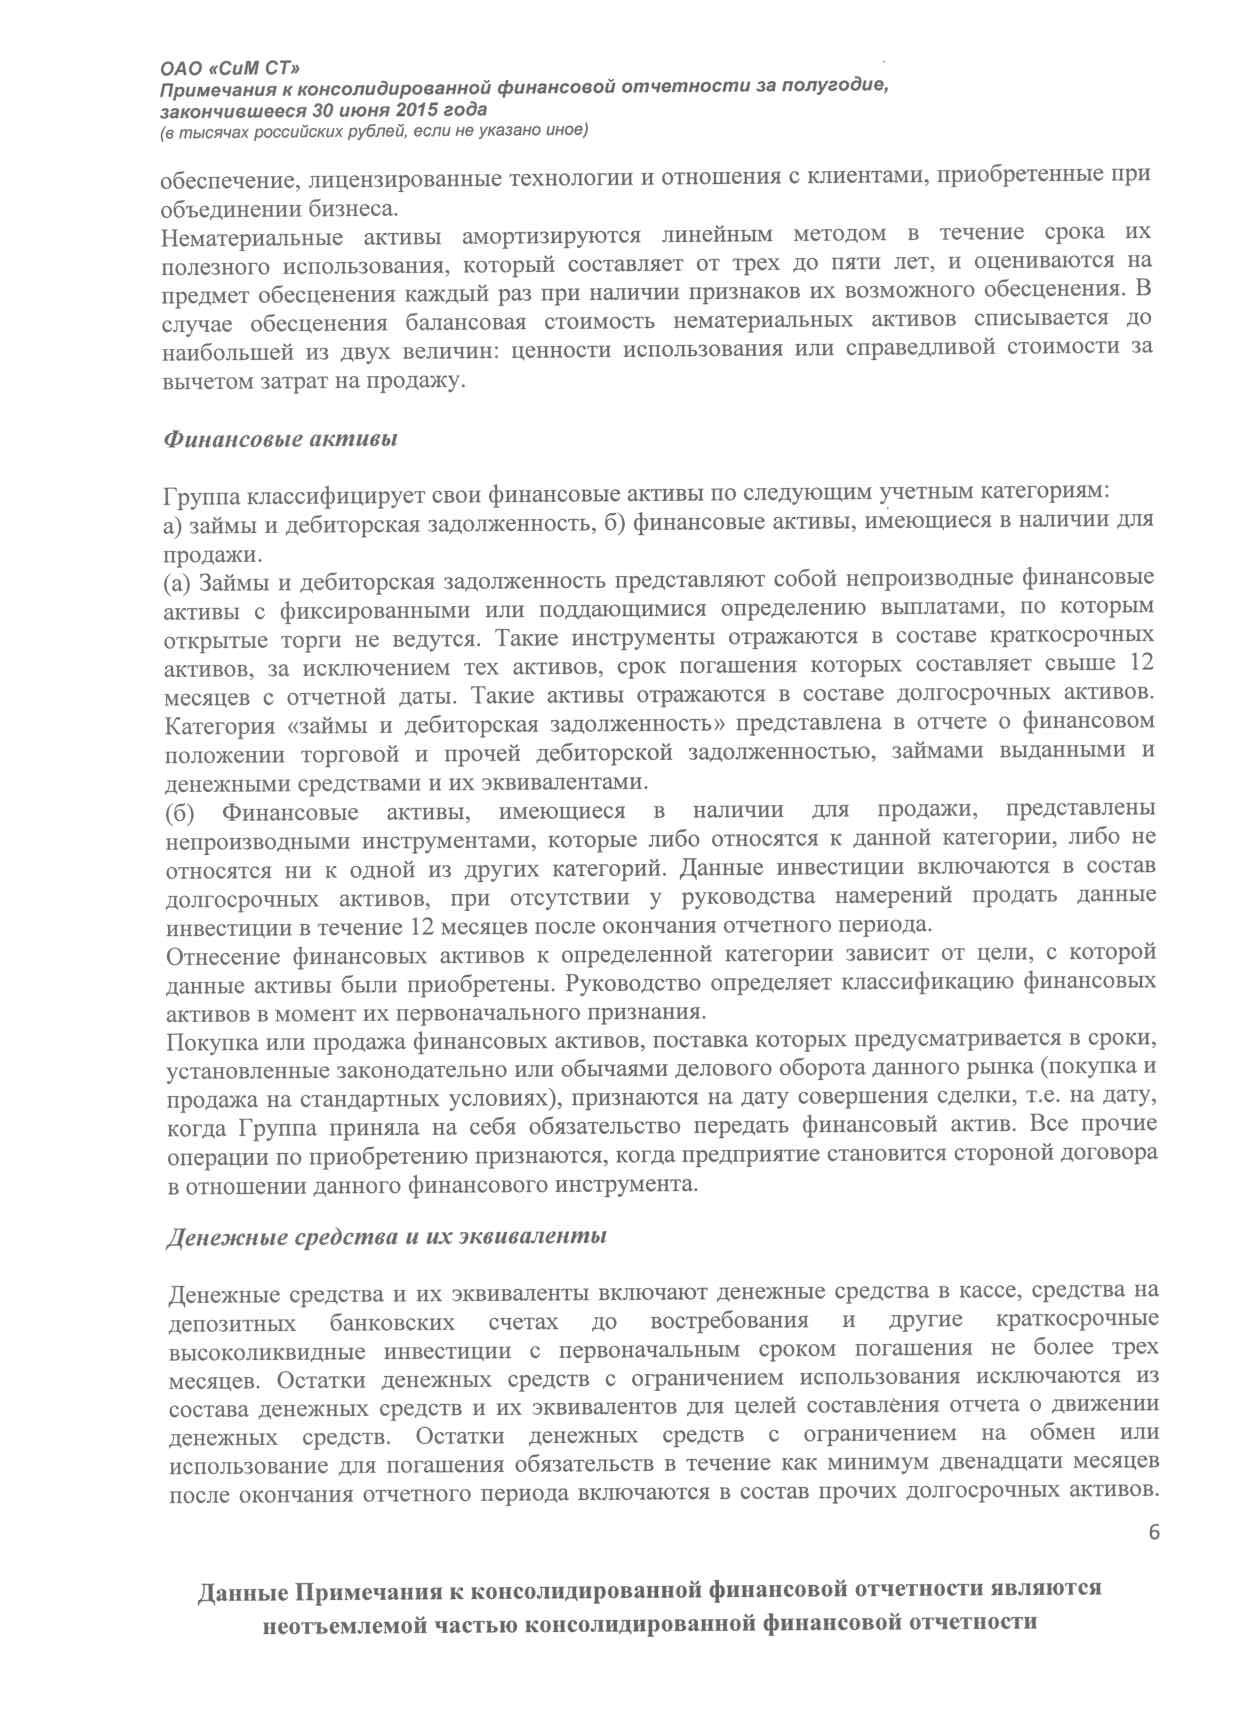 ОАО «СиМ СТ»
Примечания к консолидированной финансовой отчетности за полугодие,
закончившееся 30 июня 2015 года
(в тысячах российских рублей, если не указано иное)
обеспечение, лицензированные технологии и отношения с клиентами, приобретенные при
объединении бизнеса.
Нематериальные активы амортизируются линейным методом в течение срока их
полезного использования, который составляет от трех до пяти лет, и оцениваются на
предмет обесценения каждый раз при наличии признаков их возможного обесценения. В
случае обесценения балансовая стоимость нематериальных активов списывается до
наибольшей из двух величин: ценности использования или справедливой стоимости за
вычетом затрат на продажу.
Финансовые активы
Группа классифицирует свои финансовые активы по следующим учетным категориям:
а) займы и дебиторская задолженность, б) финансовые активы, имеющиеся в наличии для
продажи.
(а) Займы и дебиторская задолженность представляют собой непроизводные финансовые
активы с фиксированными или поддающимися определению выплатами, по которым
открытые торги не ведутся. Такие инструменты отражаются в составе краткосрочных
активов, за исключением тех активов, срок погашения которых составляет свыше 12
месяцев с отчетной даты. Такие активы отражаются в составе долгосрочных активов.
Категория «займы и дебиторская задолженность» представлена в отчете о финансовом
положении торговой и прочей дебиторской задолженностью, займами выданными и
денежными средствами и их эквивалентами.
(б) Финансовые активы, имеющиеся в наличии для продажи, представлены
непроизводными инструментами, которые либо относятся к данной категории, либо не
относятся ни к одной из других категорий. Данные инвестиции включаются в состав
долгосрочных активов, при отсутствии у руководства намерений продать данные
инвестиции в течение 12 месяцев после окончания отчетного периода.
Отнесение финансовых активов к определенной категории зависит от цели, с которой
данные активы были приобретены. Руководство определяет классификацию финансовых
активов в момент их первоначального признания.
Покупка или продажа финансовых активов, поставка которых предусматривается в сроки,
установленные законодательно или обычаями делового оборота данного рынка (покупка и
продажа на стандартных условиях), признаются на дату совершения сделки, т.е. на дату,
когда Группа приняла на себя обязательство передать финансовый актив. Все прочие
операции по приобретению признаются, когда предприятие становится стороной договора
в отношении данного финансового инструмента.
Денежные средства и их эквиваленты
Денежные средства и их эквиваленты включают денежные средства в кассе, средства на
депозитных банковских счетах до востребования и другие краткосрочные
высоколиквидные инвестиции с первоначальным сроком погашения не более трех
месяцев. Остатки денежных средств с ограничением использования исключаются из
состава денежных средств и их эквивалентов для целей составления отчета о движении
денежных средств. Остатки денежных средств с ограничением на обмен или
использование для погашения обязательств в течение как минимум двенадцати месяцев
после окончания отчетного периода включаются в состав прочих долгосрочных активов.
6
Данные Примечания к консолидированной финансовой отчетности являются
неотъемлемой частью консолидированной финансовой отчетности